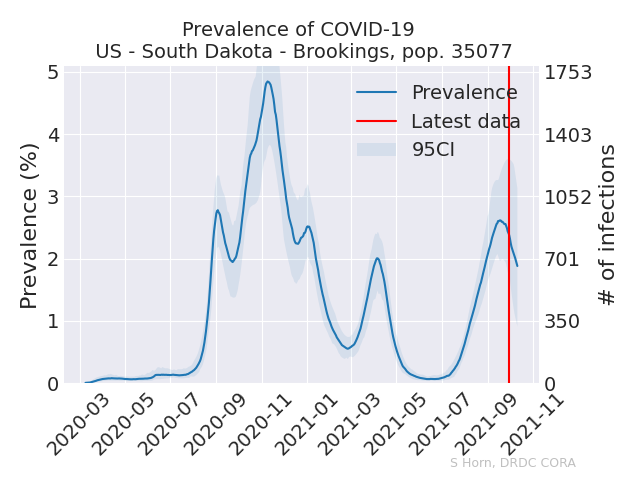 Prevalence of COVID-19
US - South Dakota - Brookings, pop. 35077
Prevalence (%)
5
4
3
2
1
0
Prevalence
Latest data
95CI
1753
1403
1052
701
350
0
# of infections
2020-03
2020-05
2020-07
2020-09
2020-11
2021-01
2021-03
2021-05
2021-07
2021-09
2021-11
S Horn, DRDC CORA